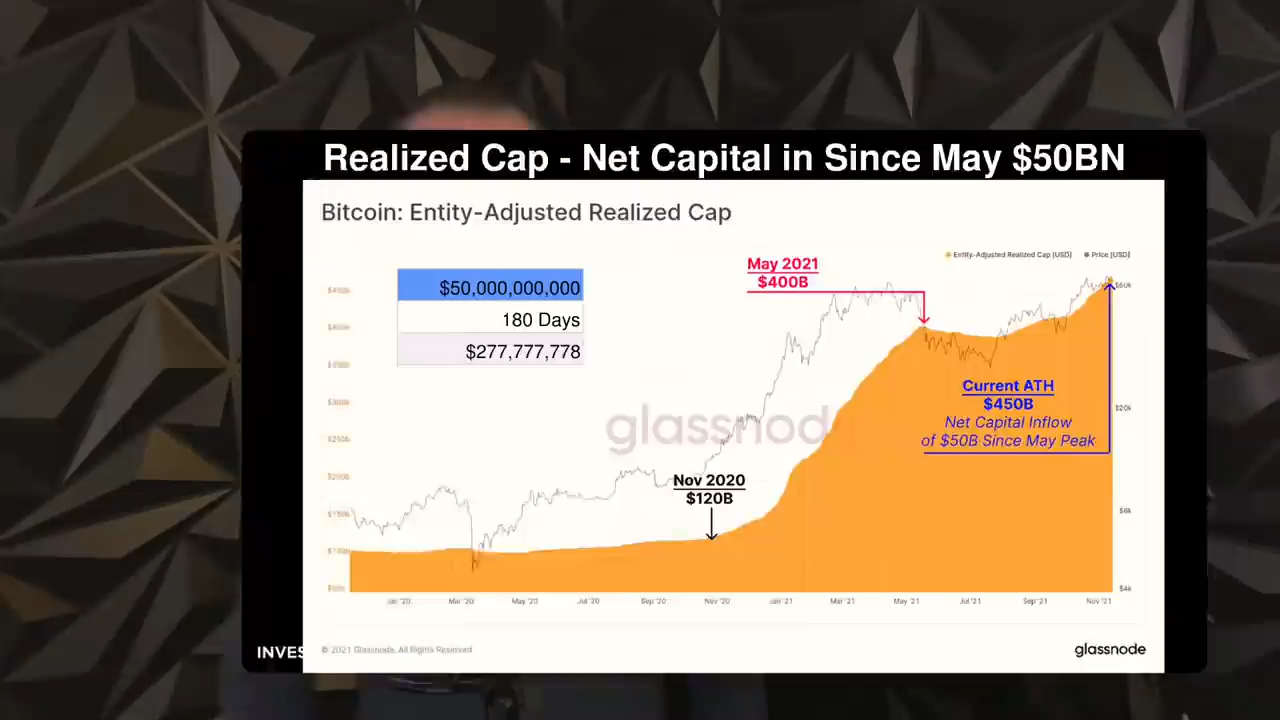 Realized Cap - Net Capital in Since May $50BN
Bitcoin: Entity-Adjusted Realized Cap
Entity-Adjusted Realized Cap [USD] Price [USD]
May 2021
$400B
$50,000,000,000
180 Days
$277,777,778
$60k
Current ATH
$450B
Net Capital Inflow
of $50B Since May Peak
$20k
glassnode
Nov 2020
$120B
$8k
$4k
Jan '20 Mar '20 May '20 Jul '20 Sep '20 Nov '20 Jan '21 Mar '21 May '21 Jul '21 Sep '21 Nov '21
INVES
© 2021 Glassnode. All Rights Reserved
glassnode